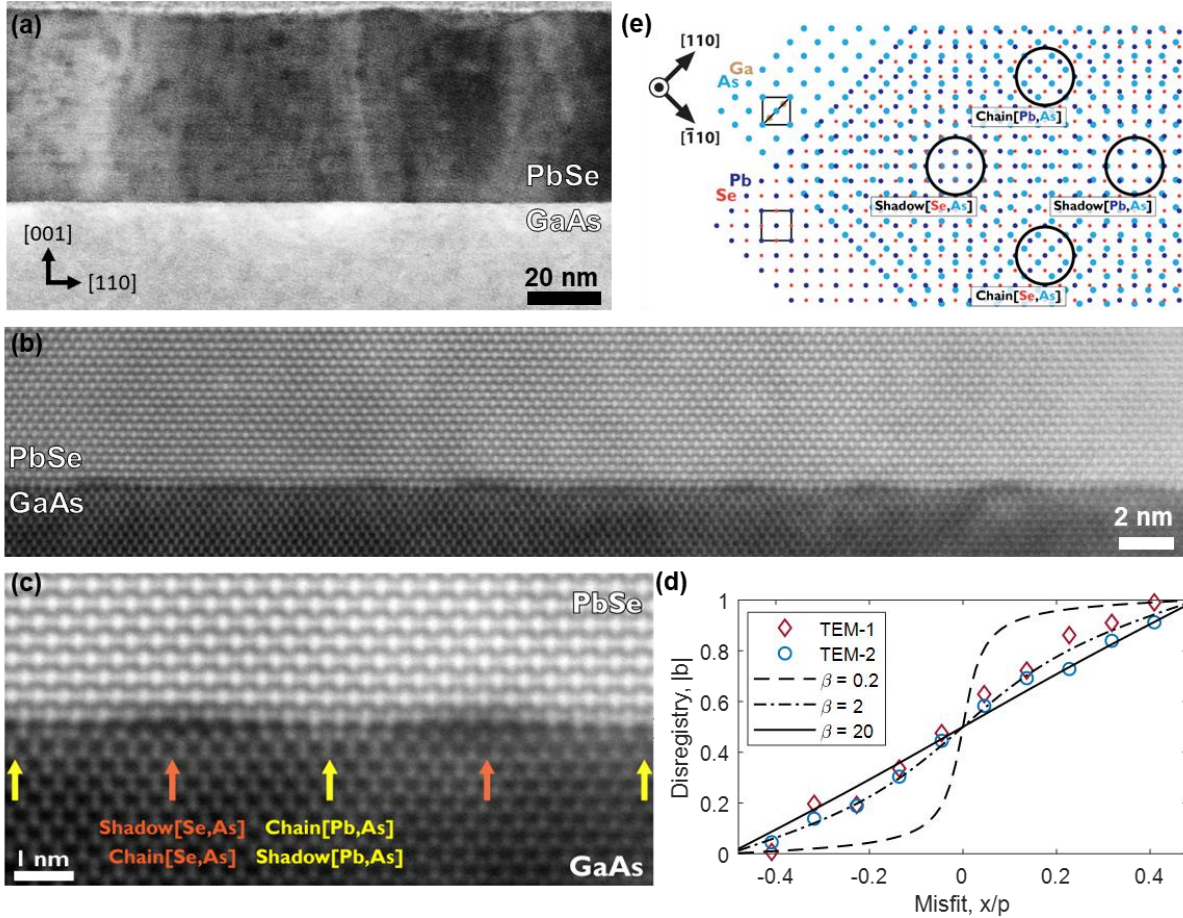 (a)
PbSe
GaAs
[001]
[110]
20 nm
(e)
[110]
[1̅10]
Ga
As
Pb
Se
Chain[Pb,As]
Shadow[Se,As]
Shadow[Pb,As]
Chain[Se,As]
(b)
PbSe
GaAs
2 nm
(c)
PbSe
Shadow[Se,As] Chain[Pb,As]
Chain[Se,As] Shadow[Pb,As]
1 nm
GaAs
(d)
Disregistry, |b|
1
0.8
0.6
0.4
0.2
0
TEM-1
TEM-2
β = 0.2
β = 2
β = 20
-0.4 -0.2 0 0.2 0.4
Misfit, x/p